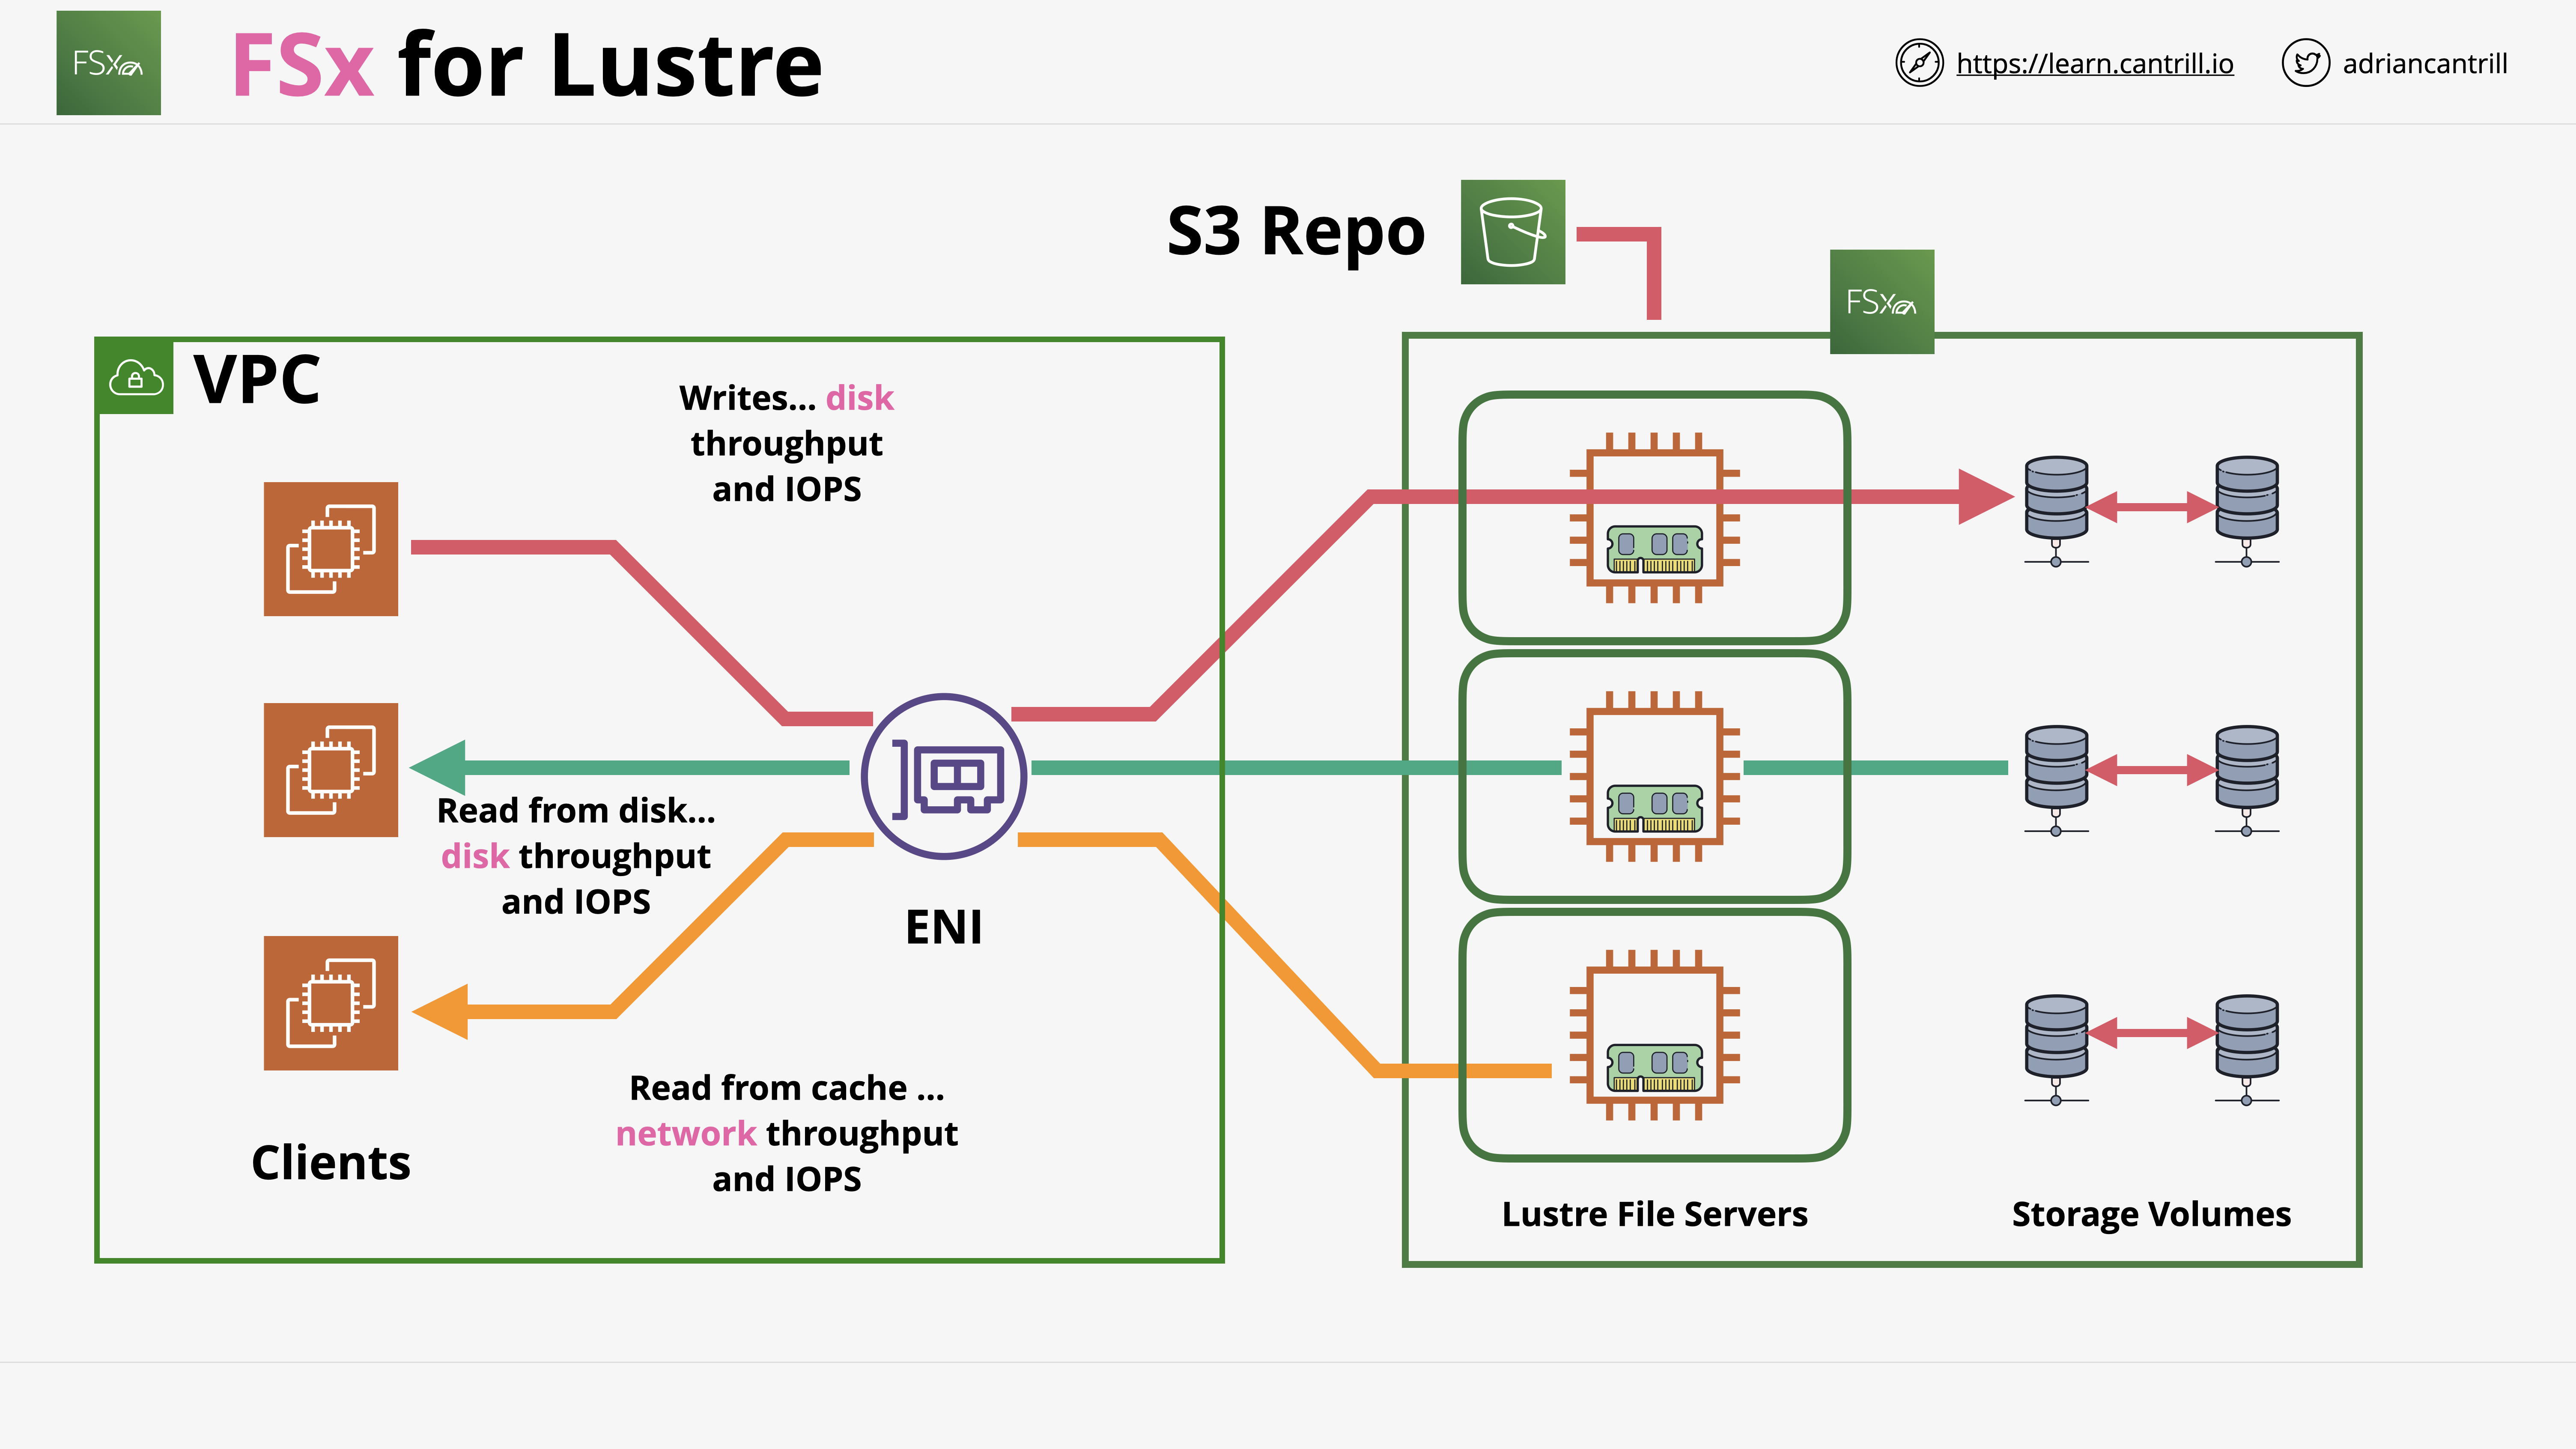 FSx
FSx for Lustre
https://learn.cantrill.io
adriancantrill
S3 Repo
FSx
VPC
Writes... disk
throughput
and IOPS
Read from disk...
disk throughput
and IOPS
ENI
Read from cache ...
network throughput
and IOPS
Clients
Lustre File Servers
Storage Volumes